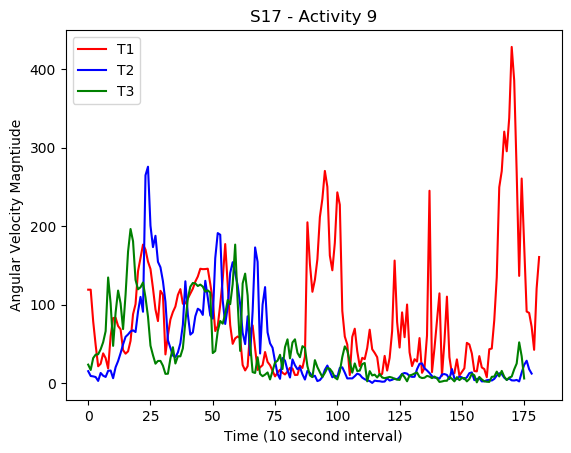 S17 - Activity 9
T1
T2
T3
Angular Velocity Magntiude
400
300
200
100
0
0 25 50 75 100 125 150 175
Time (10 second interval)